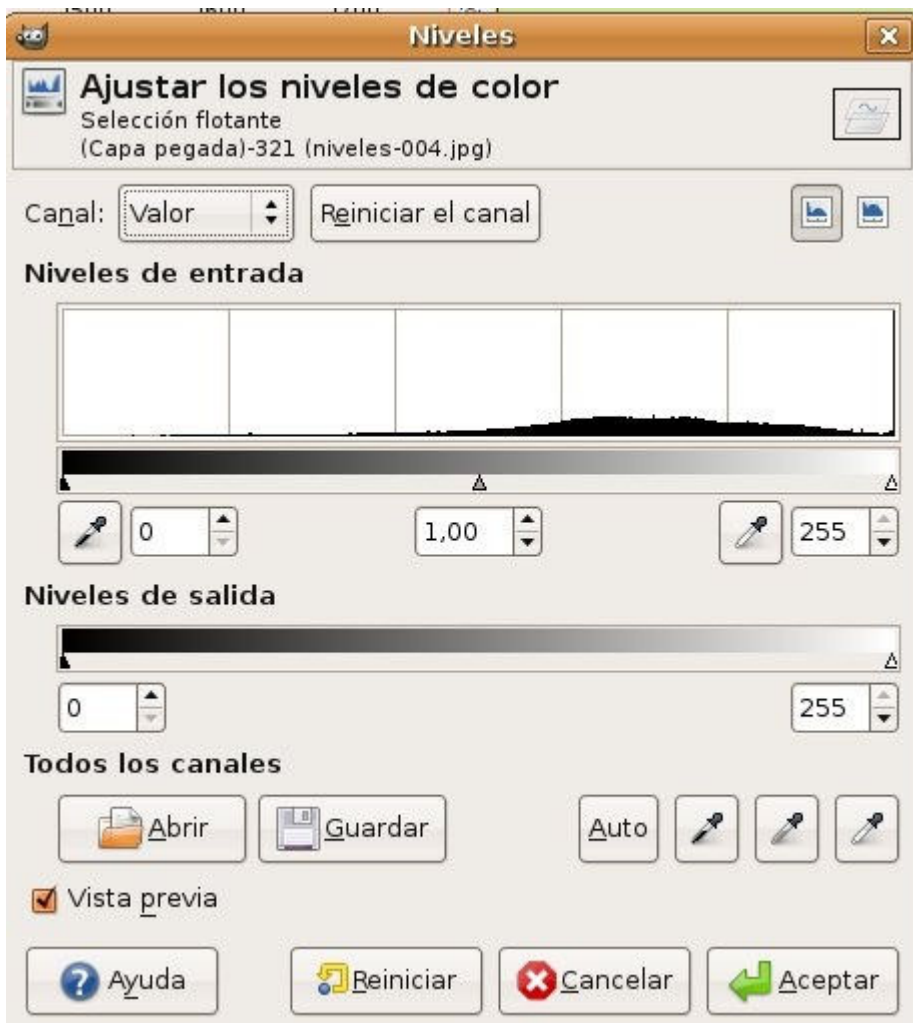 Niveles
Ajustar los niveles de color
Selección flotante
(Capa pegada)-321 (niveles-004.jpg)
Canal: Valor Reiniciar el canal
Niveles de entrada
0 1,00 255
Niveles de salida
0 255
Todos los canales
Abrir Guardar Auto
Vista previa
Ayuda Reiniciar Cancelar Aceptar